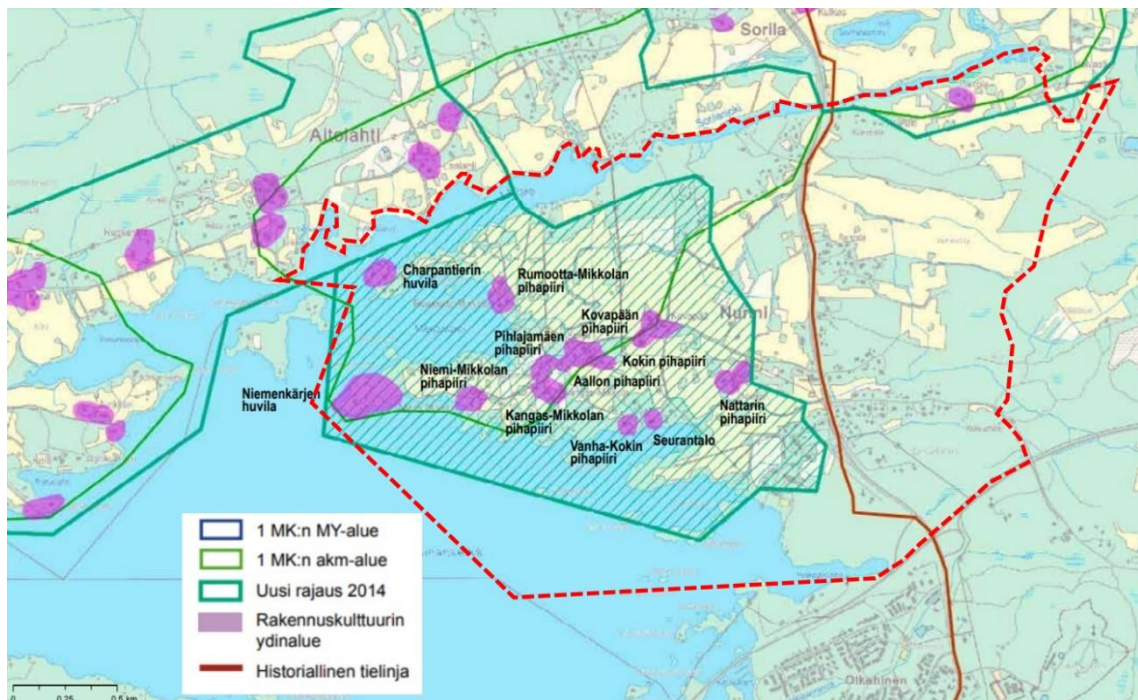 Kulkas
Sorila
Aitolahti
Sorilanjoki
Charpantierin
huvila
Rumootta-Mikkolan
pihapiiri
Kovapään
pihapiiri
Nurmi
Pihlajamäen
pihapiiri
Kokin pihapiiri
Niemi-Mikkolan
pihapiiri
Aallon pihapiiri
Niemenkärjen
huvila
Nattarin
pihapiiri
Kangas-Mikkolan
pihapiiri
Vanha-Kokin
pihapiiri
Seurantalo
1 MK:n MY-alue
1 MK:n akm-alue
Uusi rajaus 2014
Rakennuskulttuurin
ydinalue
Historiallinen tielinja
Olkahinen
0 0.25 0.5 km